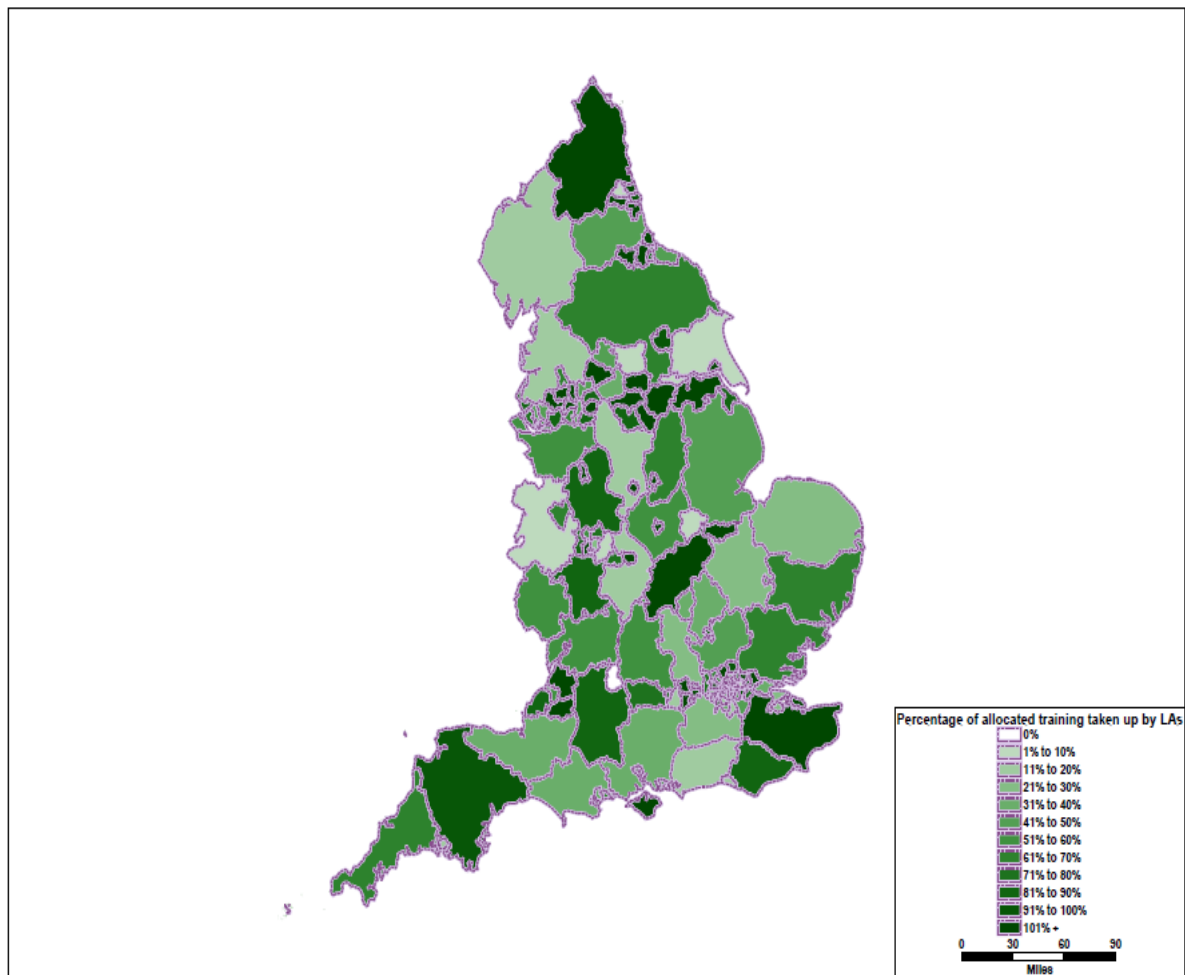 Percentage of allocated training taken up by LAs
0%
1% to 10%
11% to 20%
21% to 30%
31% to 40%
41% to 50%
51% to 60%
61% to 70%
71% to 80%
81% to 90%
91% to 100%
101% +
0 30 60 90
Miles